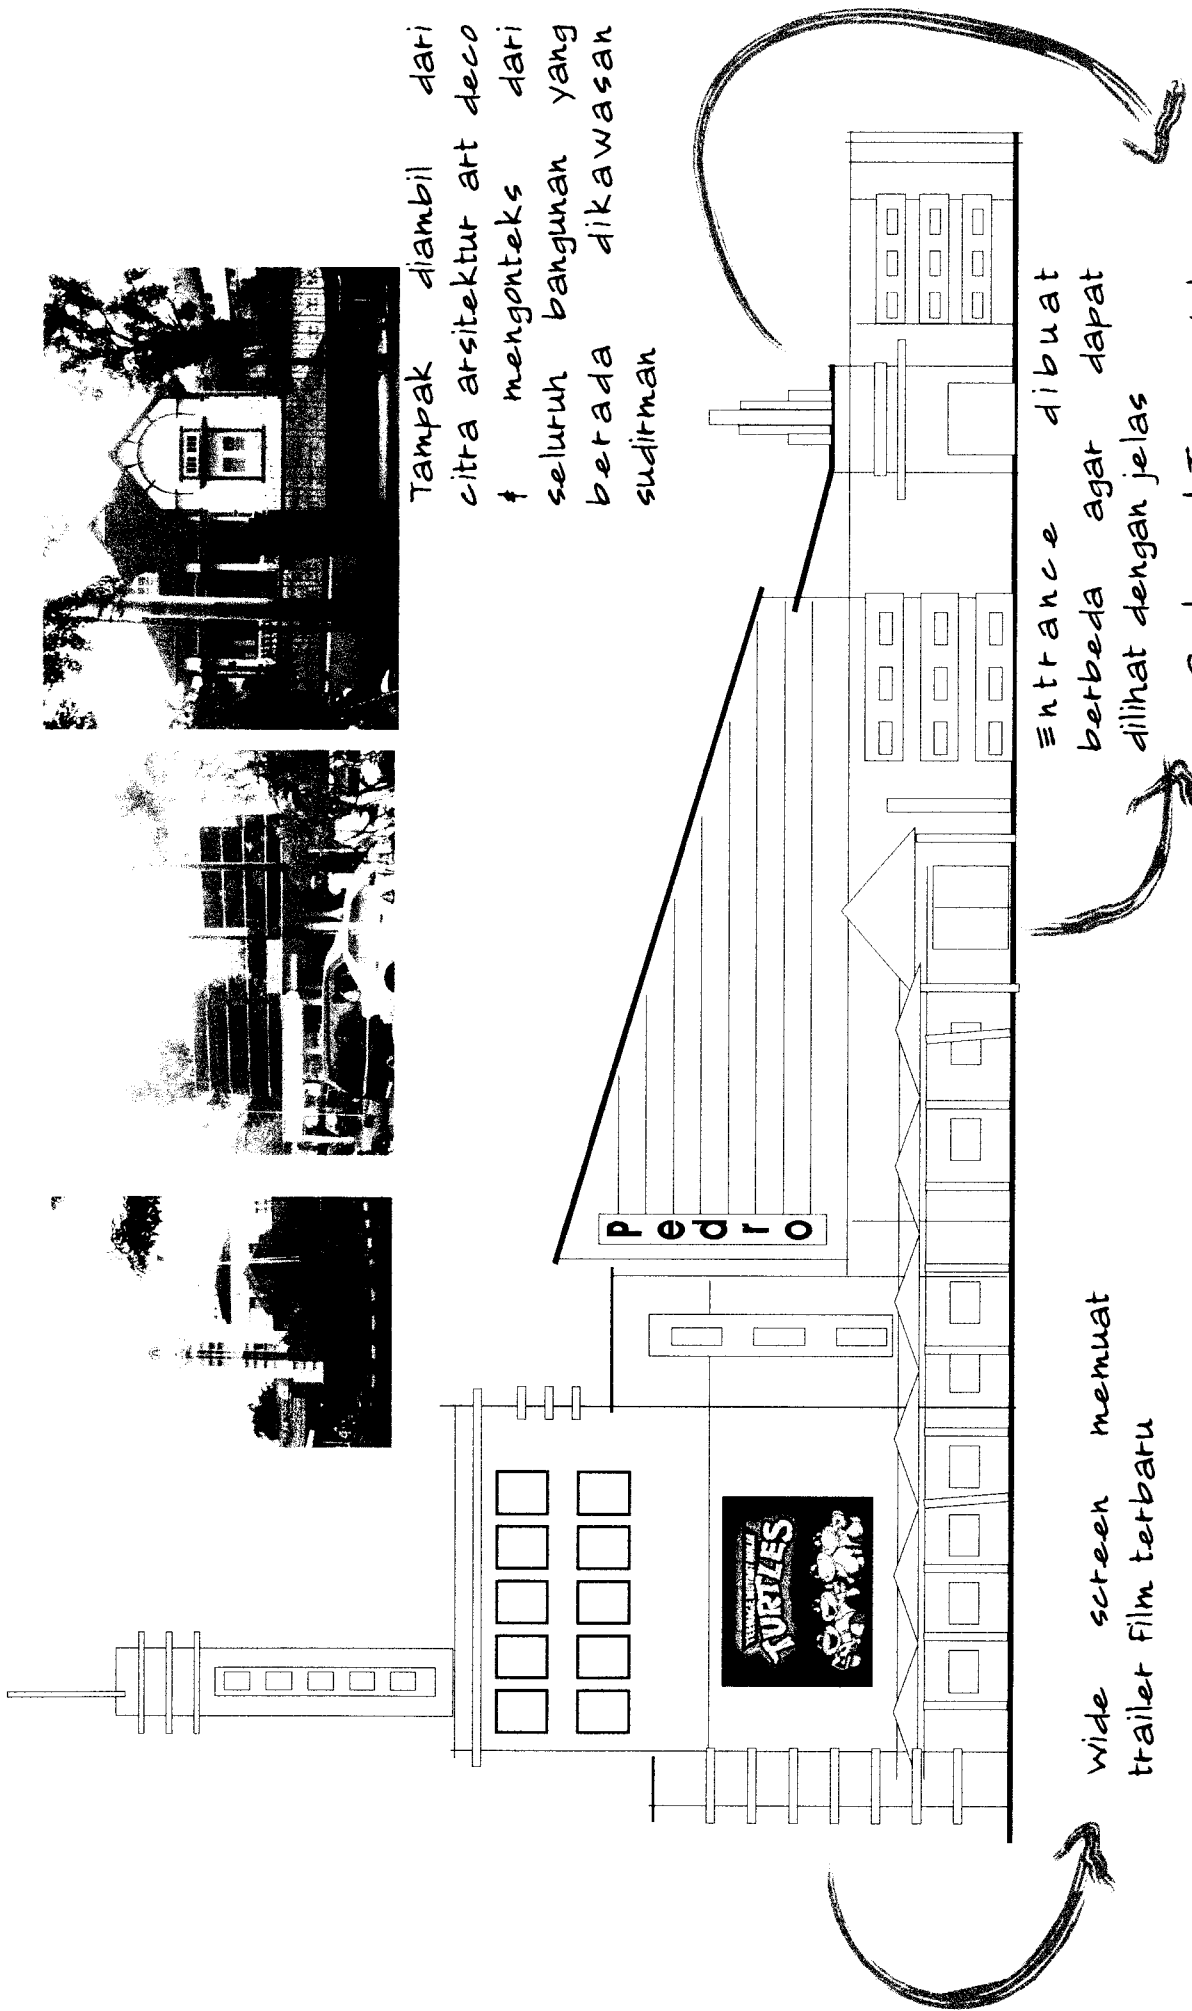 Tampak diambil dari
citra arsitektur art deco
& mengonteks dari
seluruh bangunan yang
berada dikawasan
sudirman
P
e
d
r
o
TURTLES
Entrance dibuat
berbeda agar dapat
dilihat dengan jelas
Wide screen memuat
trailer film terbaru